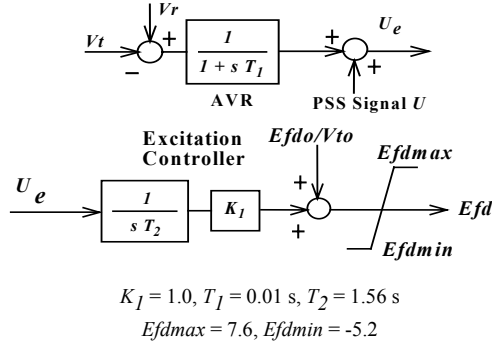 Vr
Vt
+
−
1
1 + s T1
AVR
+
+
Ue
PSS Signal U
Excitation
Controller
Efdo/Vto
Efdmax
Ue
1
s T2
K1
+
+
Efd
Efdmin
K1 = 1.0, T1 = 0.01 s, T2 = 1.56 s
Efdmax = 7.6, Efdmin = -5.2